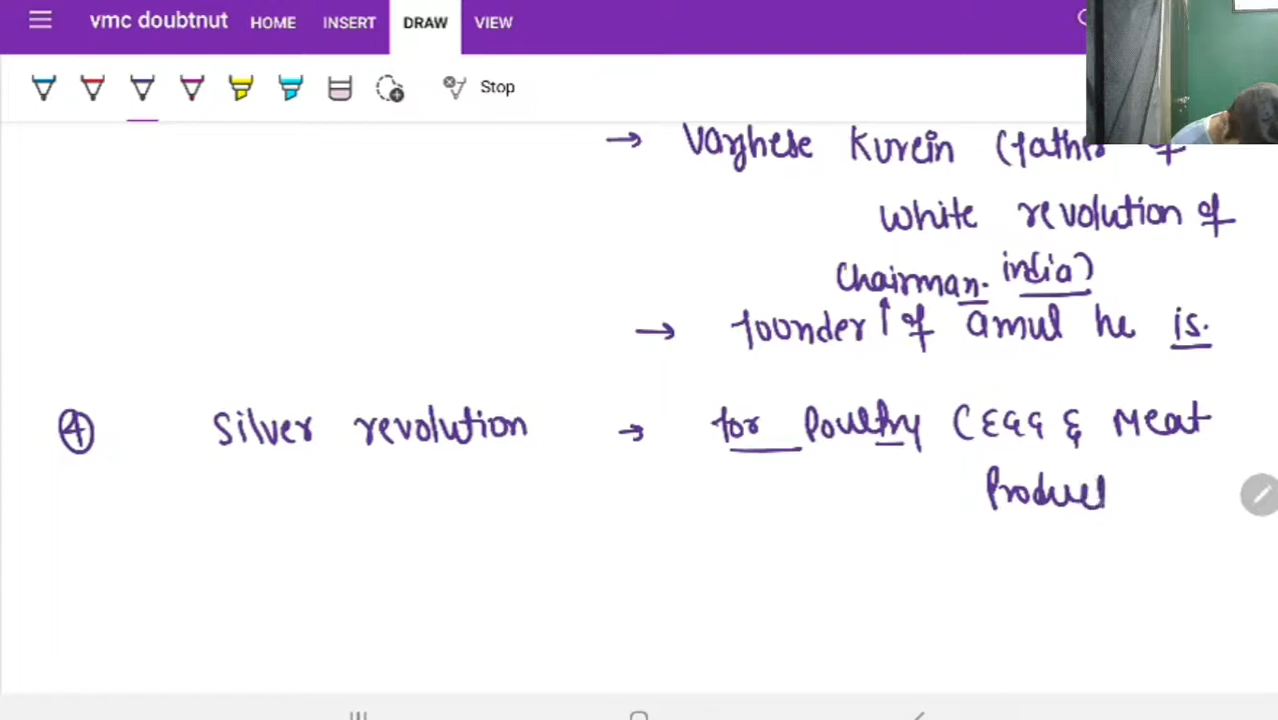 vmc doubtnut HOME INSERT DRAW VIEW
Stop
→ Varghese Kurein (father of
white revolution of
Chairman. india)
→ founder ↑ of amul he is.
④ Silver revolution → for Poultry (EGG & Meat
Produc